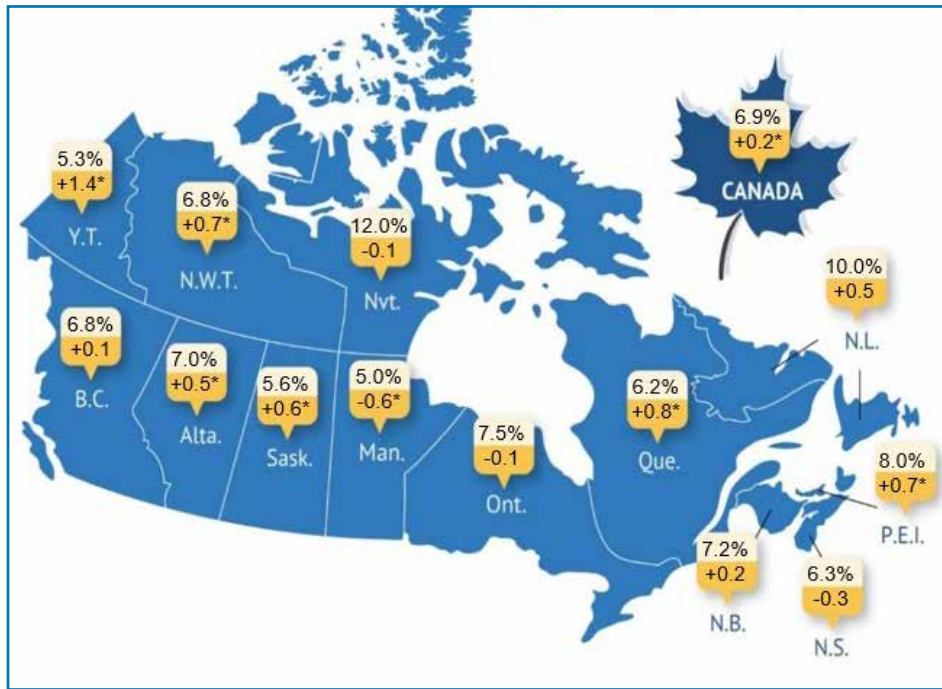 6.9%
+0.2*
CANADA
5.3%
+1.4*
Y.T.
6.8%
+0.7*
N.W.T.
12.0%
-0.1
Nvt.
10.0%
+0.5
N.L.
6.8%
+0.1
B.C.
7.0%
+0.5*
Alta.
5.6%
+0.6*
Sask.
5.0%
-0.6*
Man.
7.5%
-0.1
Ont.
6.2%
+0.8*
Que.
8.0%
+0.7*
P.E.I.
7.2%
+0.2
N.B.
6.3%
-0.3
N.S.